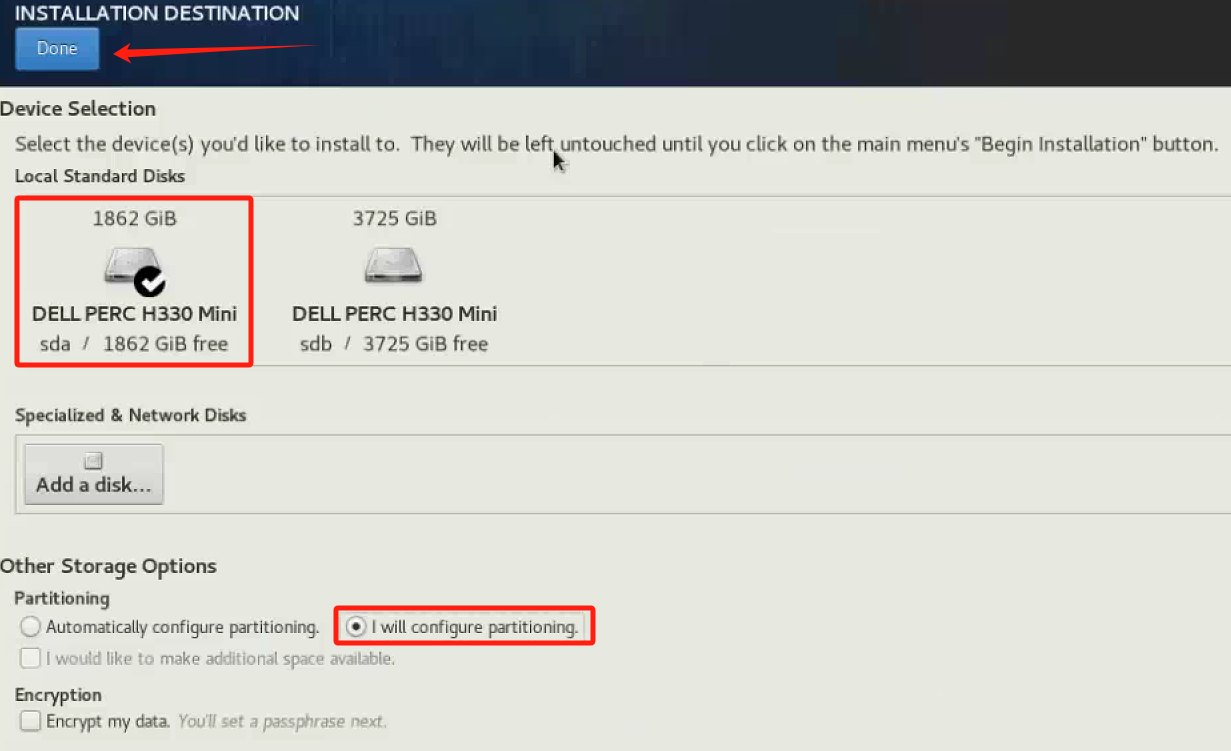 INSTALLATION DESTINATION
Done
Device Selection
Select the device(s) you'd like to install to.  They will be left untouched until you click on the main menu's "Begin Installation" button.
Local Standard Disks
1862 GiB
DELL PERC H330 Mini
sda / 1862 GiB free
3725 GiB
DELL PERC H330 Mini
sdb / 3725 GiB free
Specialized & Network Disks
Add a disk...
Other Storage Options
Partitioning
Automatically configure partitioning. I will configure partitioning.
I would like to make additional space available.
Encryption
Encrypt my data. You'll set a passphrase next.